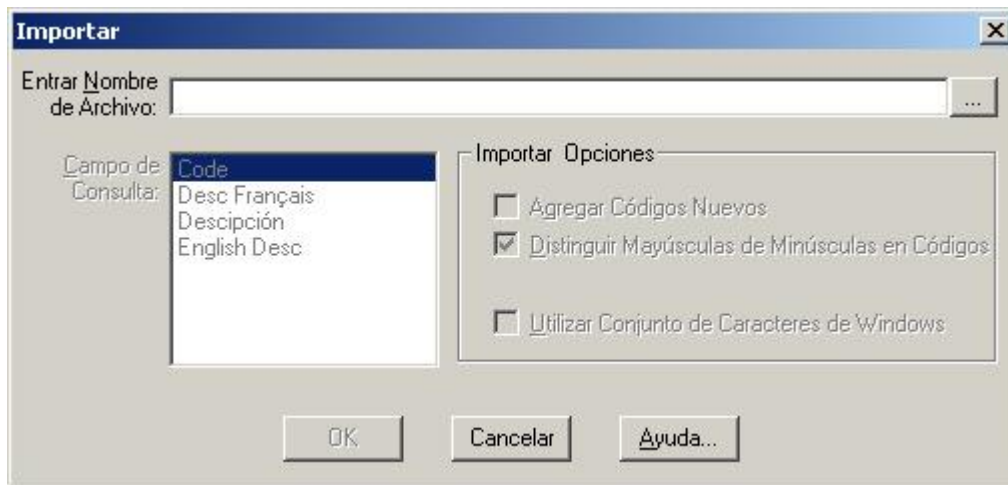 Importar
Entrar Nombre
de Archivo:
...
Campo de
Consulta:
Code
Desc Français
Descipción
English Desc
Importar Opciones
Agregar Códigos Nuevos
Distinguir Mayúsculas de Minúsculas en Códigos
Utilizar Conjunto de Caracteres de Windows
OK
Cancelar
Ayuda...